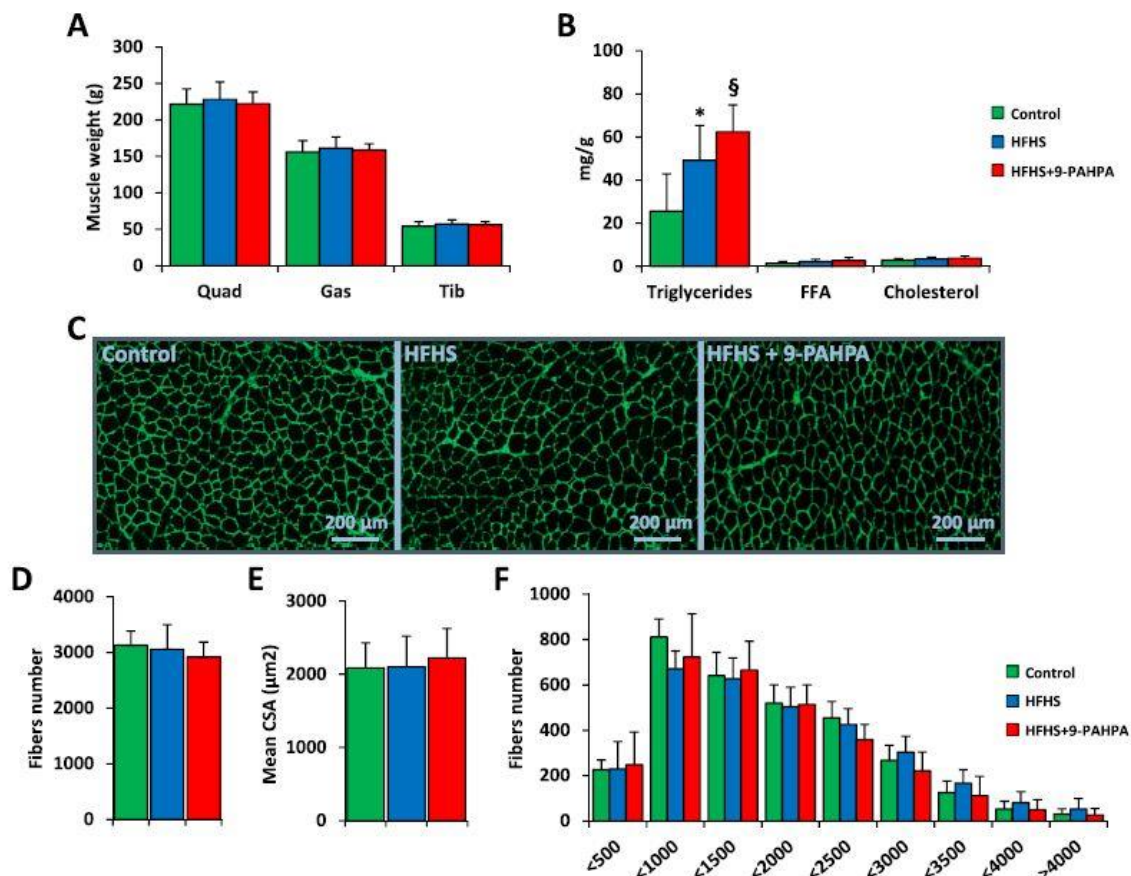 A
Muscle weight (g)
300
250
200
150
100
50
0
Quad Gas Tib
B
mg/g
100
80
60
40
20
0
* §
Triglycerides FFA Cholesterol
Control
HFHS
HFHS+9-PAHPA
C
Control HFHS HFHS + 9-PAHPA
200 µm 200 µm 200 µm
D
Fibers number
4000
3000
3000
1000
0
E
Mean CSA (µm2)
3000
2000
1000
0
F
Fibers number
1000
800
600
400
200
0
<500 <1000 <1500 <2000 <2500 <3000 <3500 <4000 >4000
Control
HFHS
HFHS+9-PAHPA